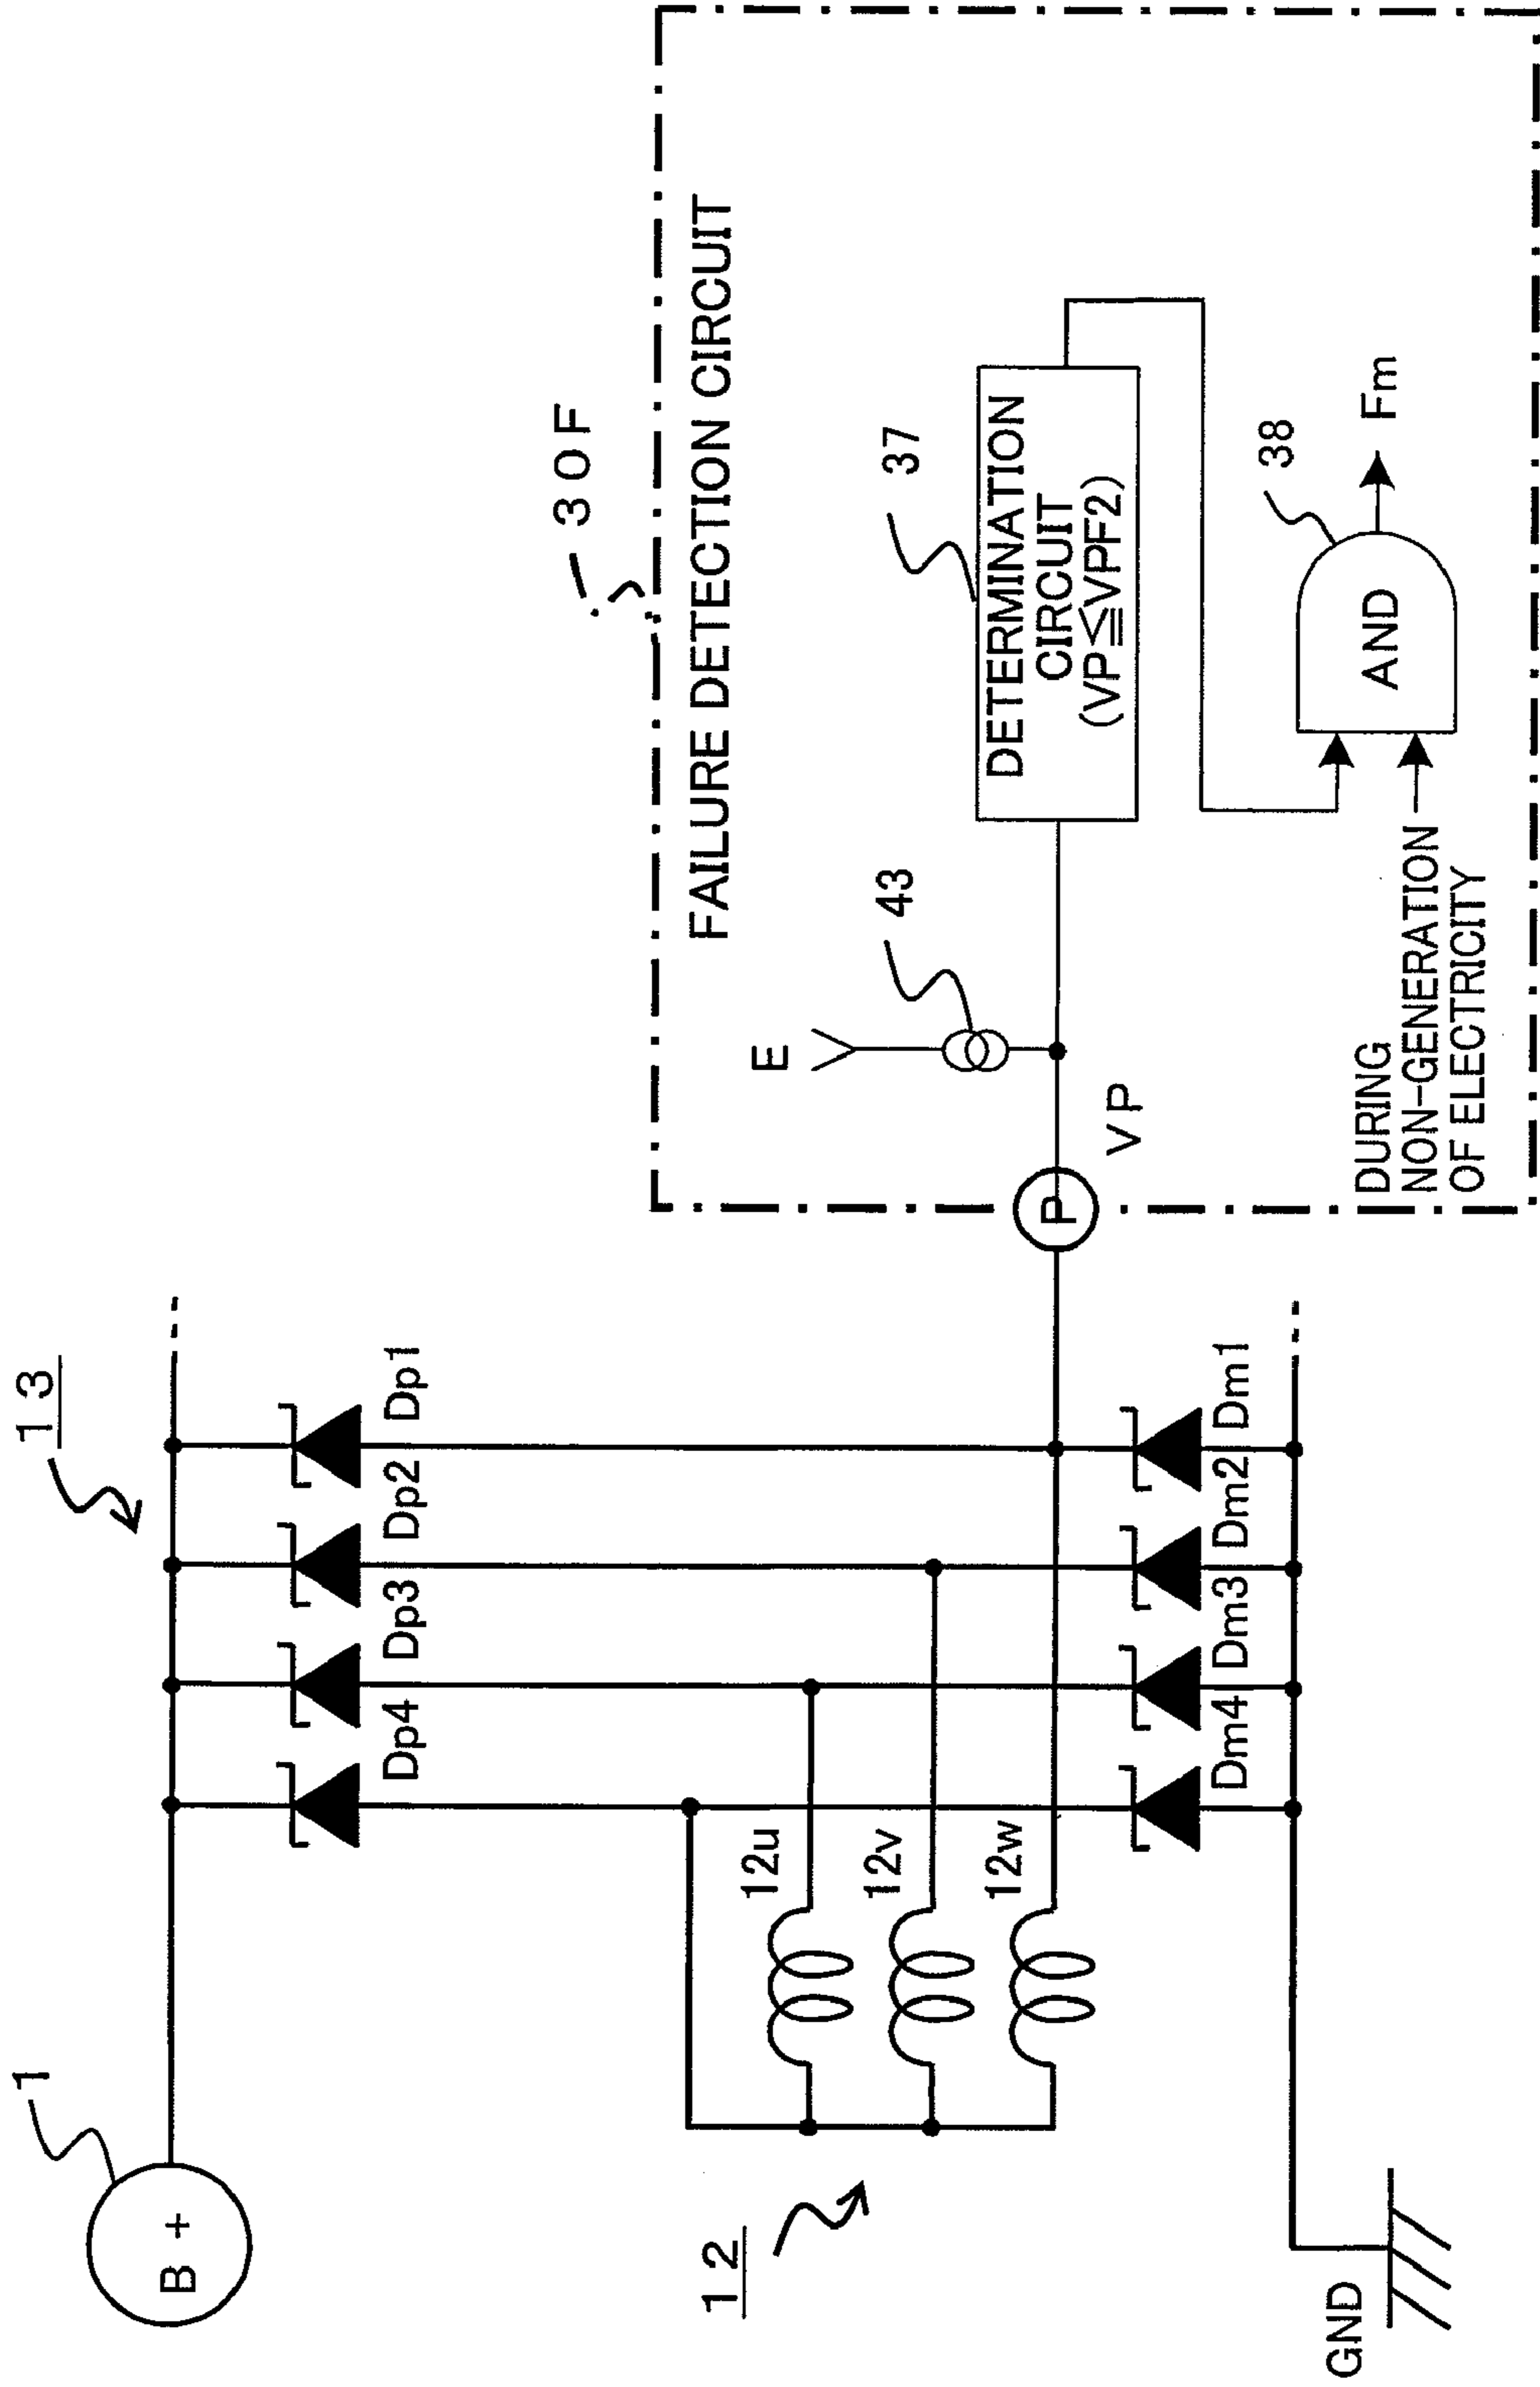 1
B +
13
Dp4
Dp3
Dp2
Dp1
12
12u
12v
12w
Dm4
Dm3
Dm2
Dm1
GND
30F
FAILURE DETECTION CIRCUIT
E
43
37
P
VP
DETERMINATION
CIRCUIT
(VP≦VPF2)
38
AND
Fm
DURING
NON-GENERATION
OF ELECTRICITY